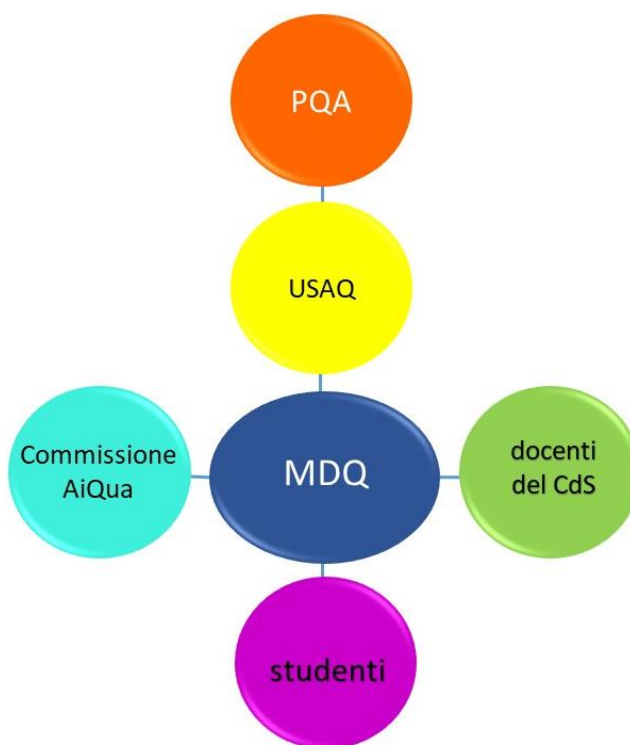 PQA
USAQ
Commissione
AiQua
MDQ
docenti
del CdS
studenti